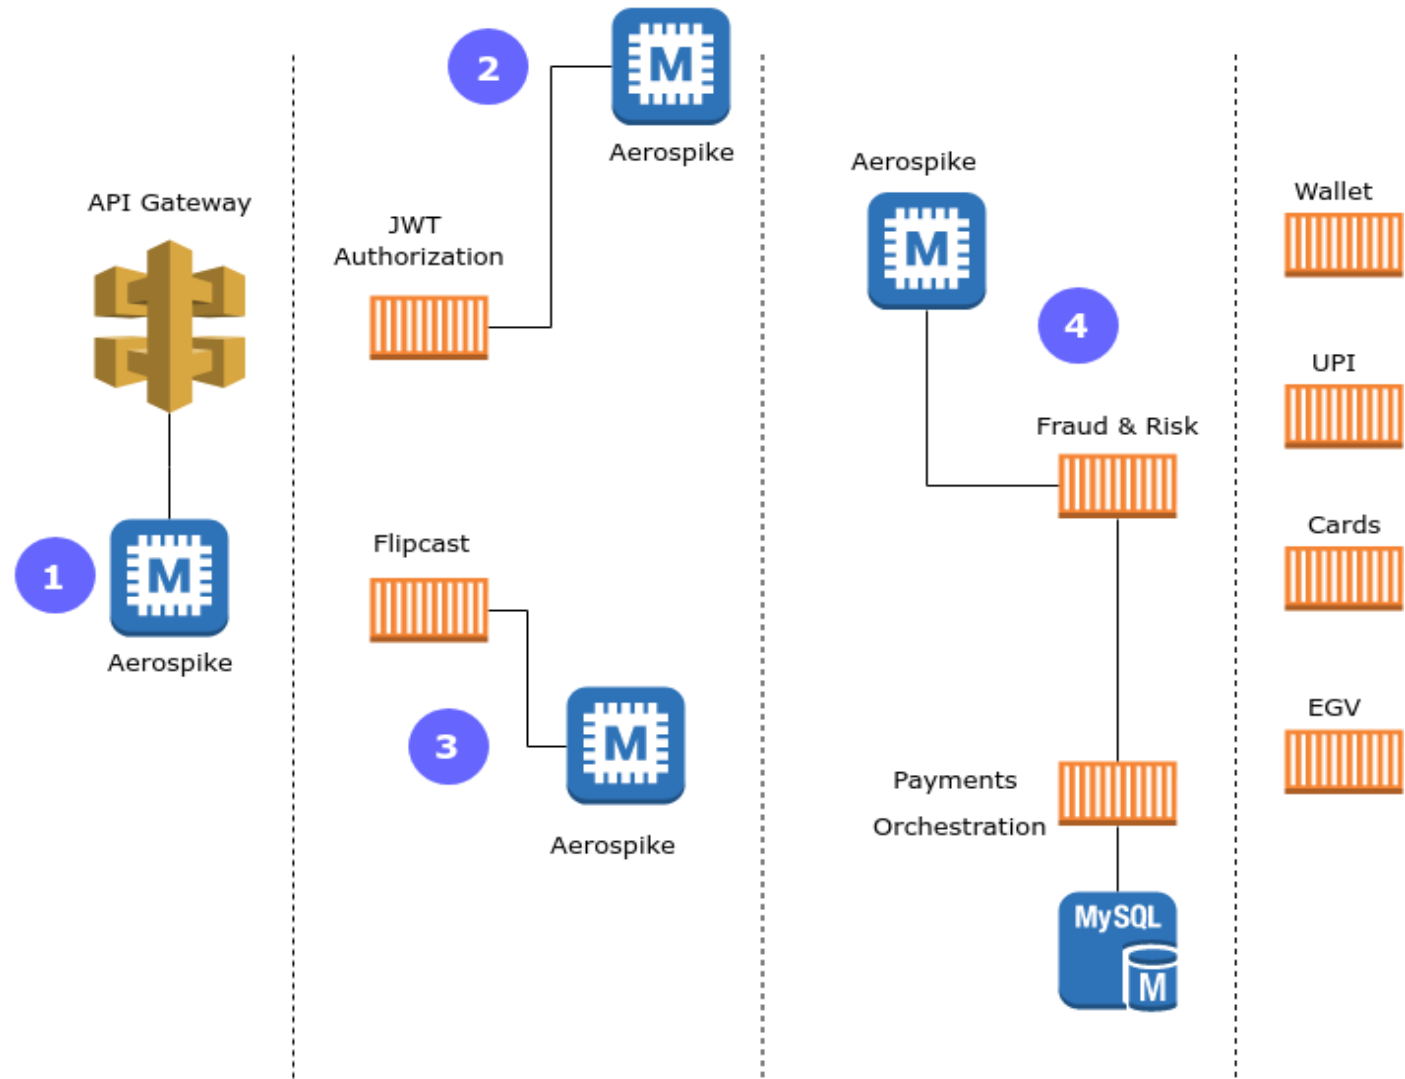 API Gateway
1
M
Aerospike
2
M
Aerospike
JWT
Authorization
Flipcast
3
M
Aerospike
Aerospike
M
4
Fraud & Risk
Payments
Orchestration
MySQL
M
Wallet
UPI
Cards
EGV